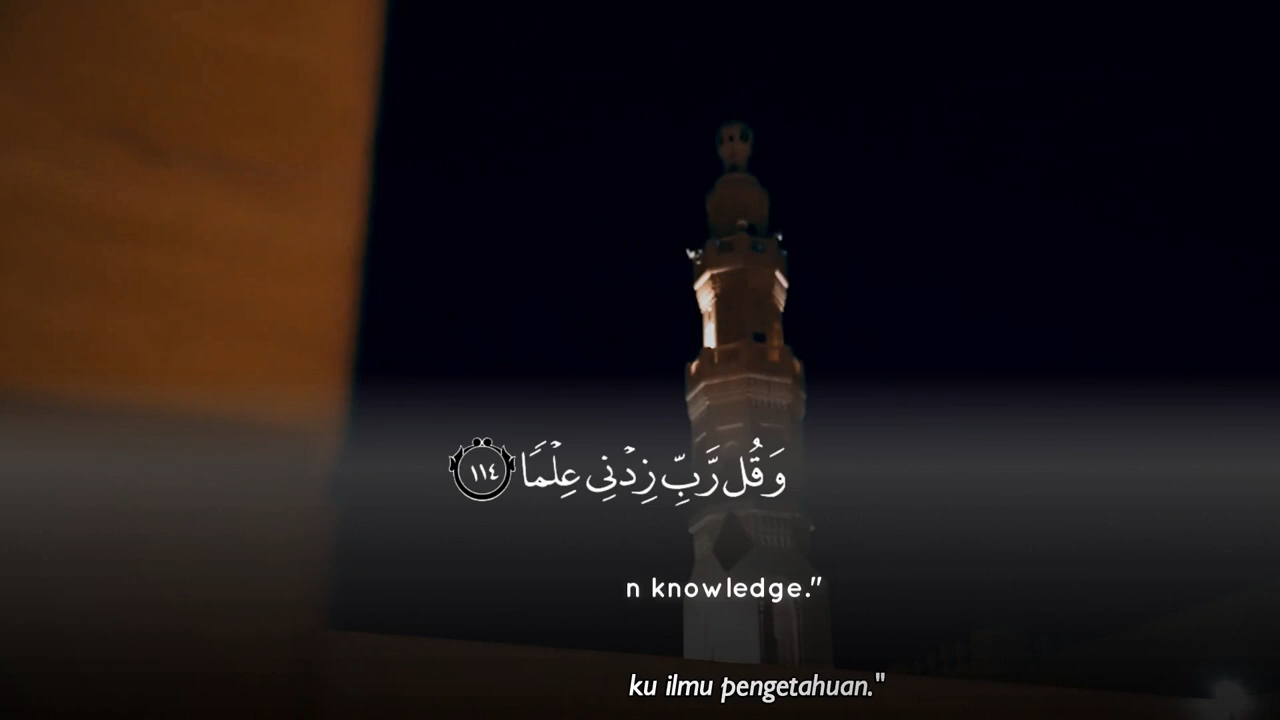 وَقُل رَّبِّ زِدْنِى عِلْمًا ١١٤
n knowledge."
ku ilmu pengetahuan."